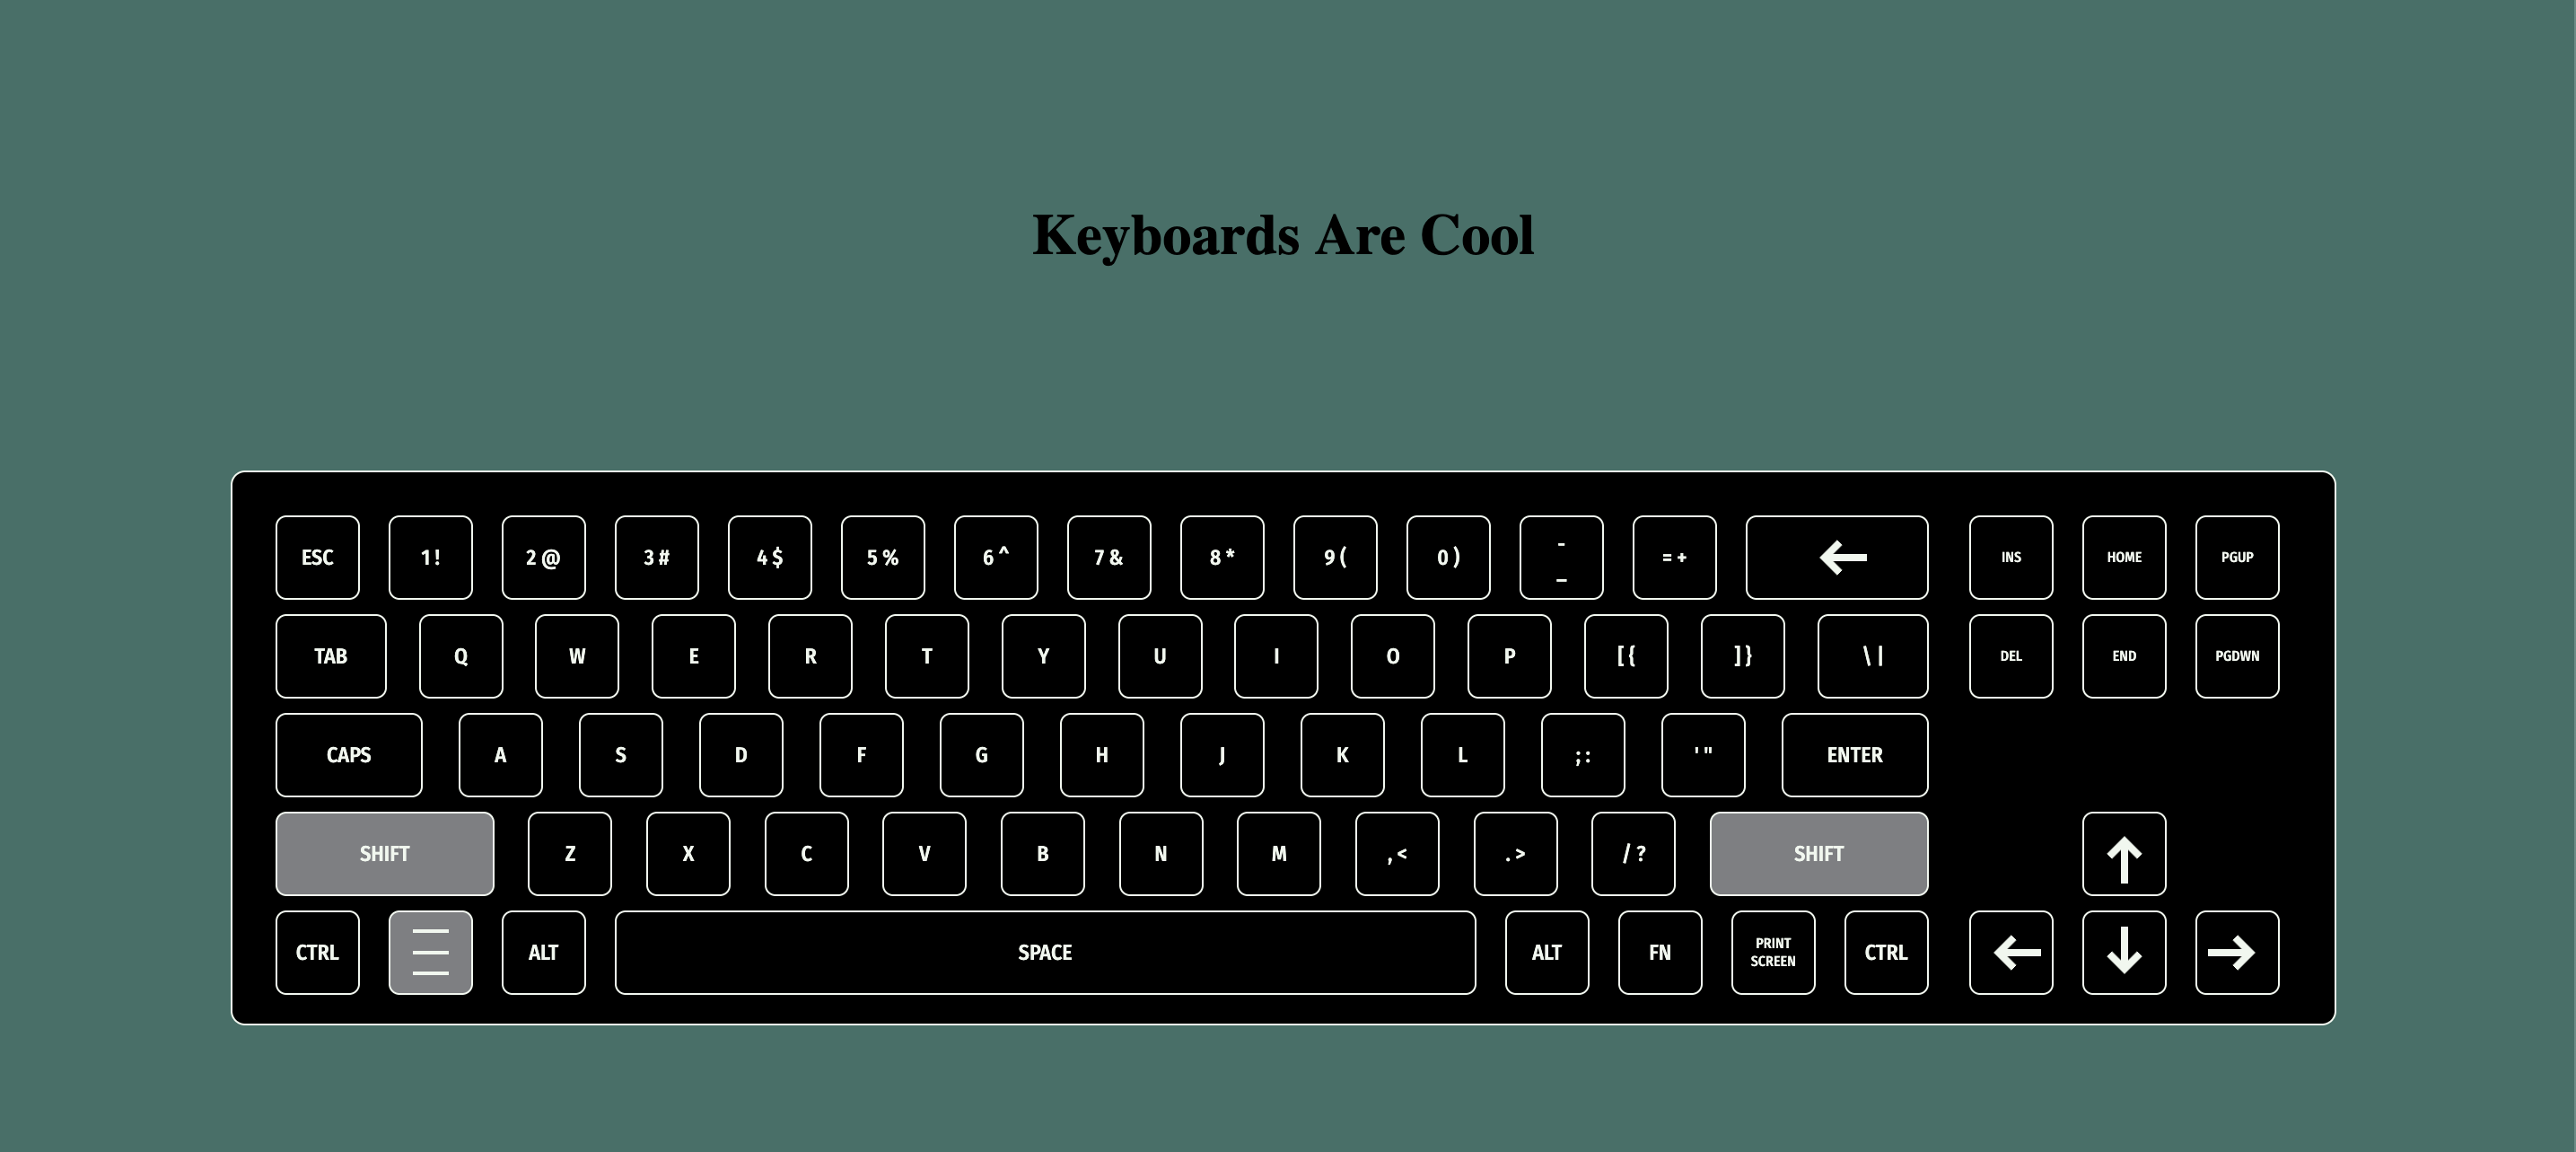 Keyboards Are Cool
ESC 1 ! 2 @ 3 # 4 $ 5 % 6 ^ 7 & 8 * 9 ( 0 ) - _ = + ← INS HOME PGUP
TAB Q W E R T Y U I O P [ { ] } \ | DEL END PGDWN
CAPS A S D F G H J K L ; : ' " ENTER
SHIFT Z X C V B N M , < . > / ? SHIFT ↑
CTRL ☰ ALT SPACE ALT FN PRINT SCREEN CTRL ← ↓ →